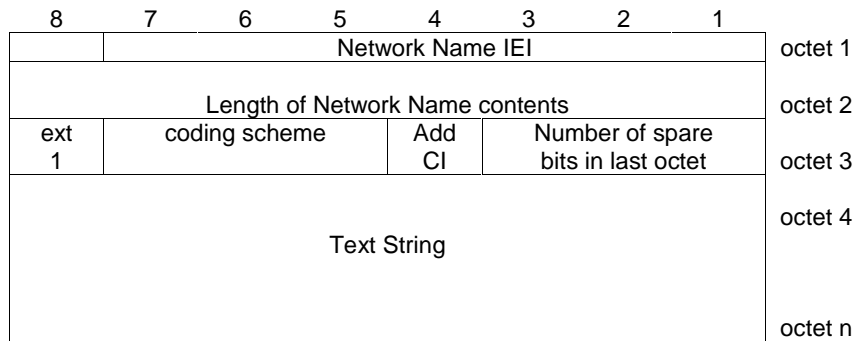 8 7 6 5 4 3 2 1
Network Name IEI octet 1
Length of Network Name contents octet 2
ext coding scheme Add Number of spare
1 CI bits in last octet octet 3
octet 4
Text String
octet n